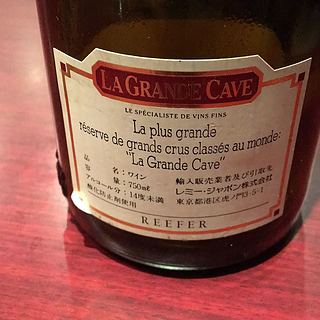 LA GRANDE CAVE
LE SPÉCIALISTE DE VINS FINS
La plus grande
réserve de grands crus classés au monde:
"La Grande Cave"
品名:ワイン
容量:750mℓ
アルコール分:14度未満
酸化防止剤使用
輸入販売業者及び引取先
レミー・ジャポン株式会社
東京都港区虎ノ門3-5-1
REEFER